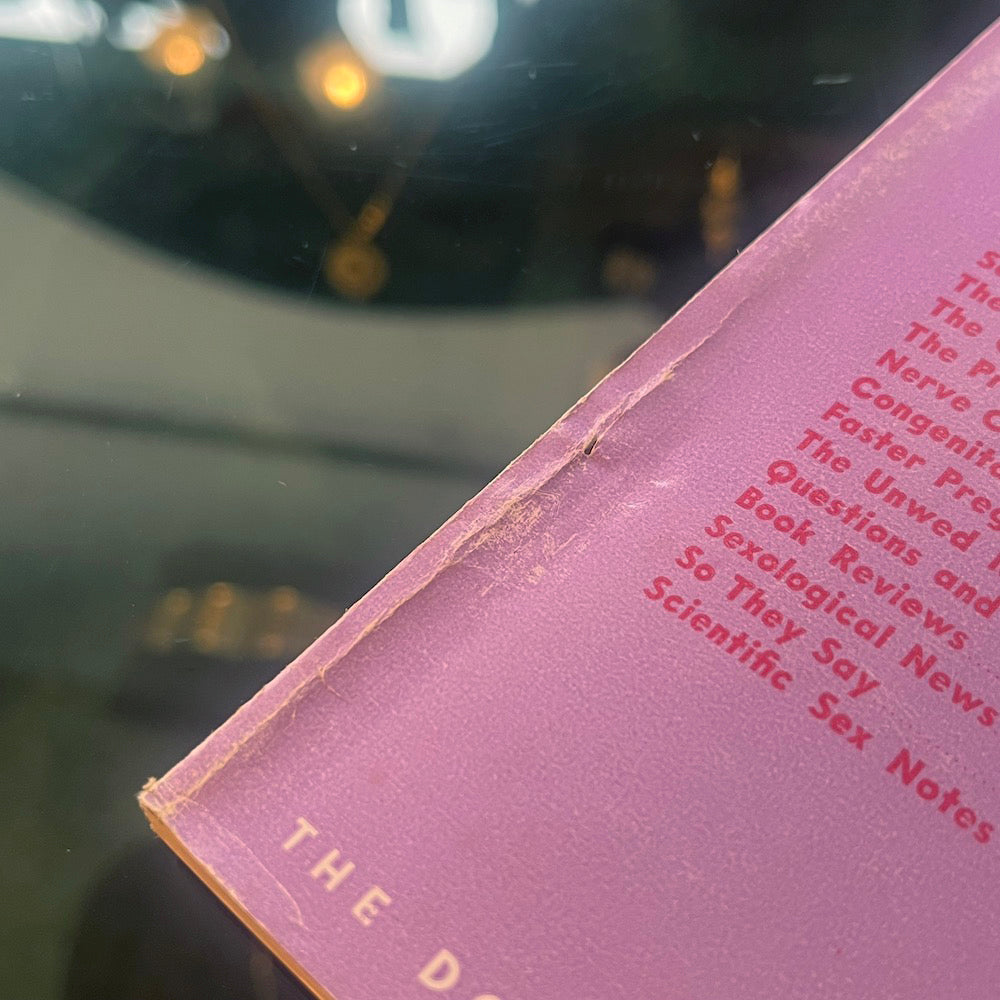 The
The
The
Nerve
Faster
The Unwed
Questions and
Book Reviews
Sexological News
So They Say
Scientific Sex Notes
THE